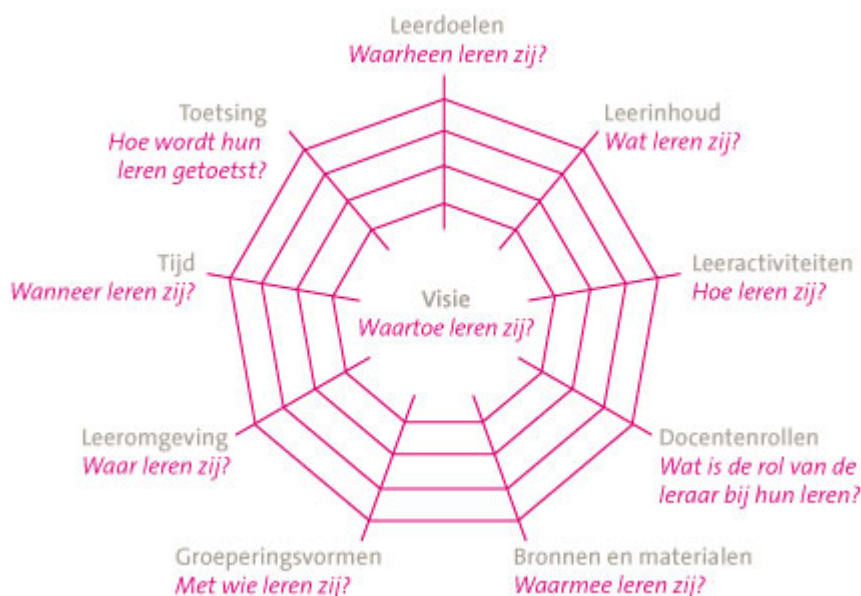 Leerdoelen
Waarheen leren zij?
Leerinhoud
Wat leren zij?
Leeractiviteiten
Hoe leren zij?
Docentenrollen
Wat is de rol van de
leraar bij hun leren?
Bronnen en materialen
Waarmee leren zij?
Groeperingsvormen
Met wie leren zij?
Leeromgeving
Waar leren zij?
Tijd
Wanneer leren zij?
Toetsing
Hoe wordt hun
leren getoetst?
Visie
Waartoe leren zij?